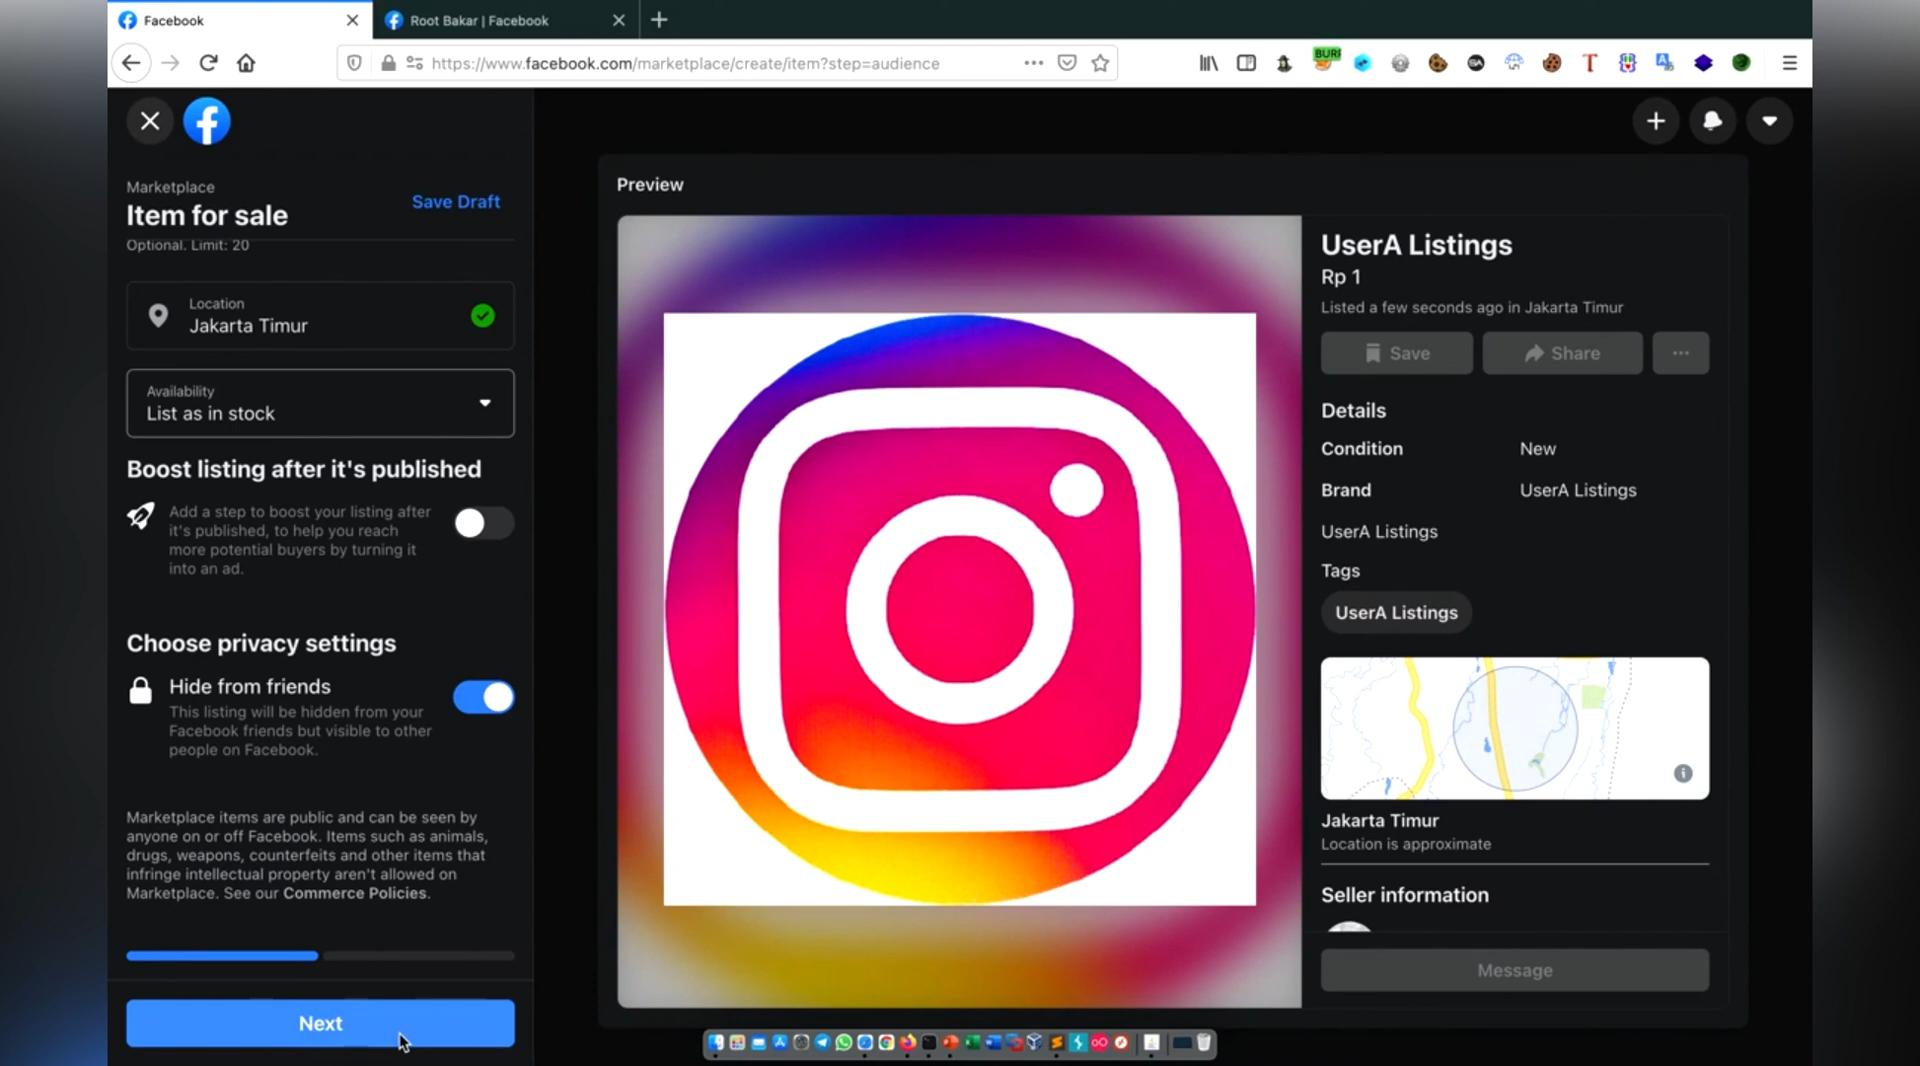 Facebook
Root Bakar | Facebook
https://www.facebook.com/marketplace/create/item?step=audience
BURP
Marketplace
Item for sale
Save Draft
Optional. Limit: 20
Location
Jakarta Timur
Availability
List as in stock
Boost listing after it's published
Add a step to boost your listing after
it's published, to help you reach
more potential buyers by turning it
into an ad.
Choose privacy settings
Hide from friends
This listing will be hidden from your
Facebook friends but visible to other
people on Facebook.
Marketplace items are public and can be seen by
anyone on or off Facebook. Items such as animals,
drugs, weapons, counterfeits and other items that
infringe intellectual property aren't allowed on
Marketplace. See our Commerce Policies.
Next
Preview
UserA Listings
Rp 1
Listed a few seconds ago in Jakarta Timur
Save
Share
Details
Condition New
Brand UserA Listings
UserA Listings
Tags
UserA Listings
Jakarta Timur
Location is approximate
Seller information
Message